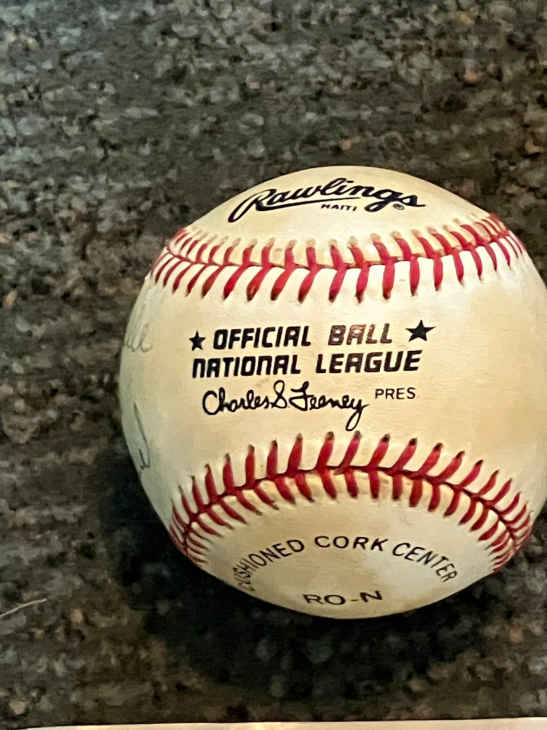 Rawlings ®
HAITI
★ OFFICIAL BALL ★
NATIONAL LEAGUE
Charles S Feeney PRES
CUSHIONED CORK CENTER
RO-N